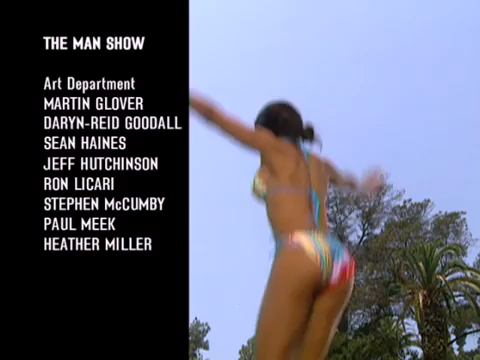 THE MAN SHOW
Art Department
MARTIN GLOVER
DARYN-REID GOODALL
SEAN HAINES
JEFF HUTCHINSON
RON LICARI
STEPHEN McCUMBY
PAUL MEEK
HEATHER MILLER